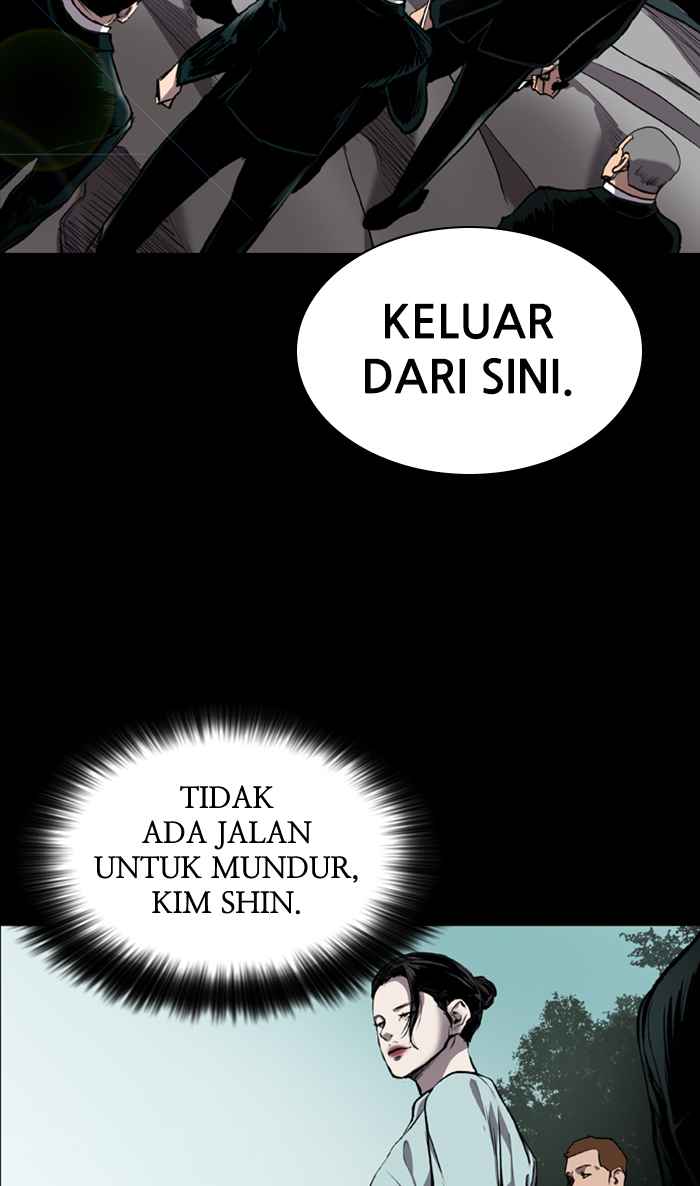 KELUAR
DARI SINI.
TIDAK
ADA JALAN
UNTUK MUNDUR,
KIM SHIN.